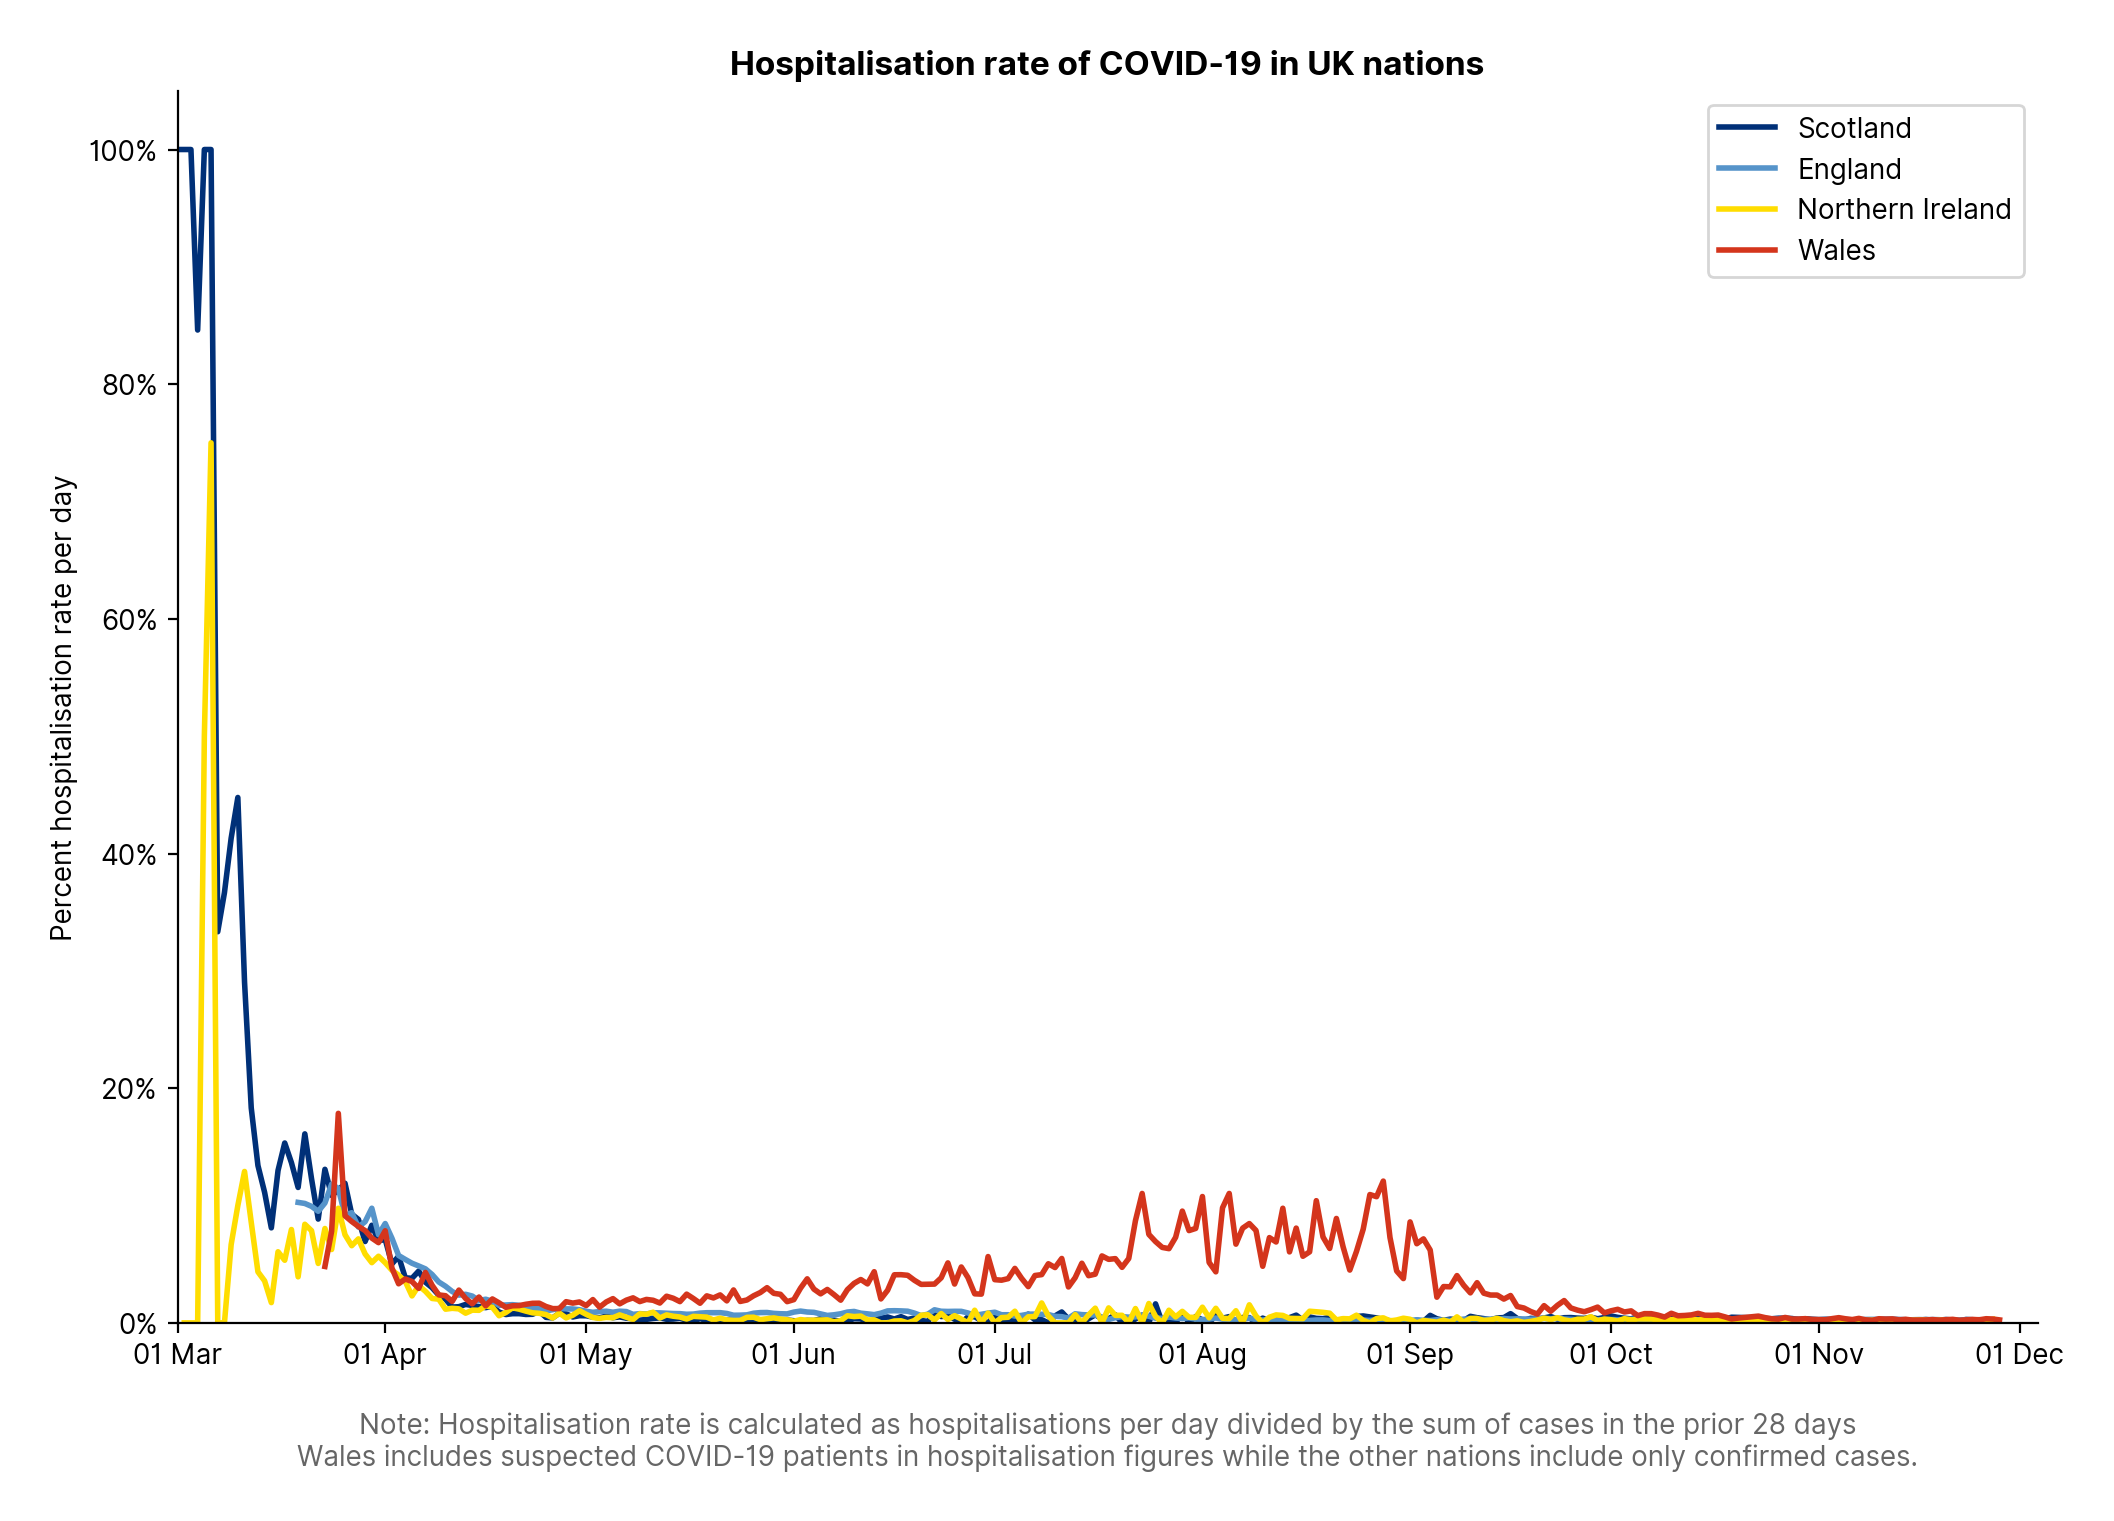 Hospitalisation rate of COVID-19 in UK nations
Scotland
England
Northern Ireland
Wales
Percent hospitalisation rate per day
100%
80%
60%
40%
20%
0%
01 Mar
01 Apr
01 May
01 Jun
01 Jul
01 Aug
01 Sep
01 Oct
01 Nov
01 Dec
Note: Hospitalisation rate is calculated as hospitalisations per day divided by the sum of cases in the prior 28 days
Wales includes suspected COVID-19 patients in hospitalisation figures while the other nations include only confirmed cases.